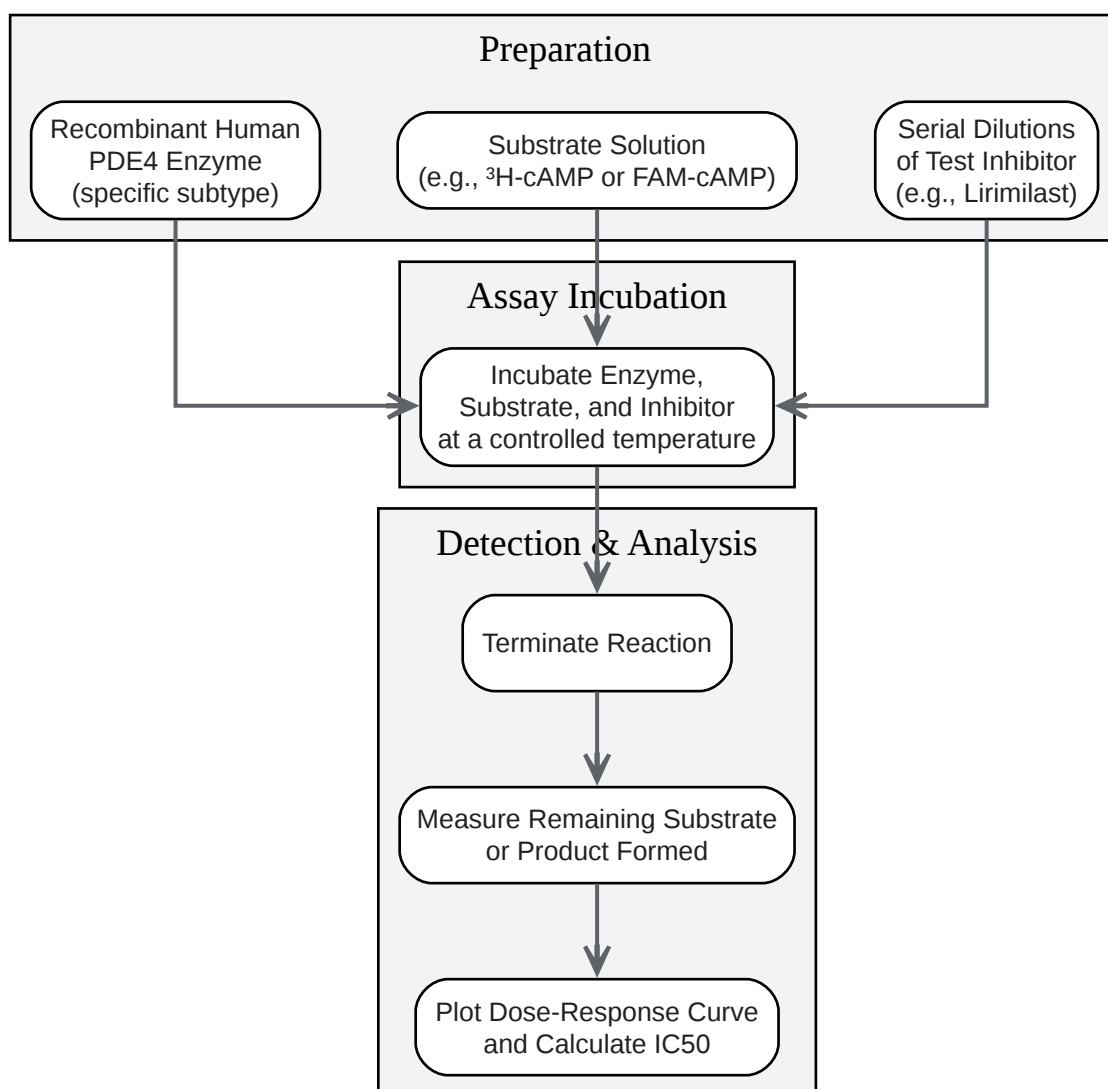 Preparation
Recombinant Human
PDE4 Enzyme
(specific subtype)
Substrate Solution
(e.g., ³H-cAMP or FAM-cAMP)
Serial Dilutions
of Test Inhibitor
(e.g., Lirimilast)
Assay Incubation
Incubate Enzyme,
Substrate, and Inhibitor
at a controlled temperature
Detection & Analysis
Terminate Reaction
Measure Remaining Substrate
or Product Formed
Plot Dose-Response Curve
and Calculate IC50